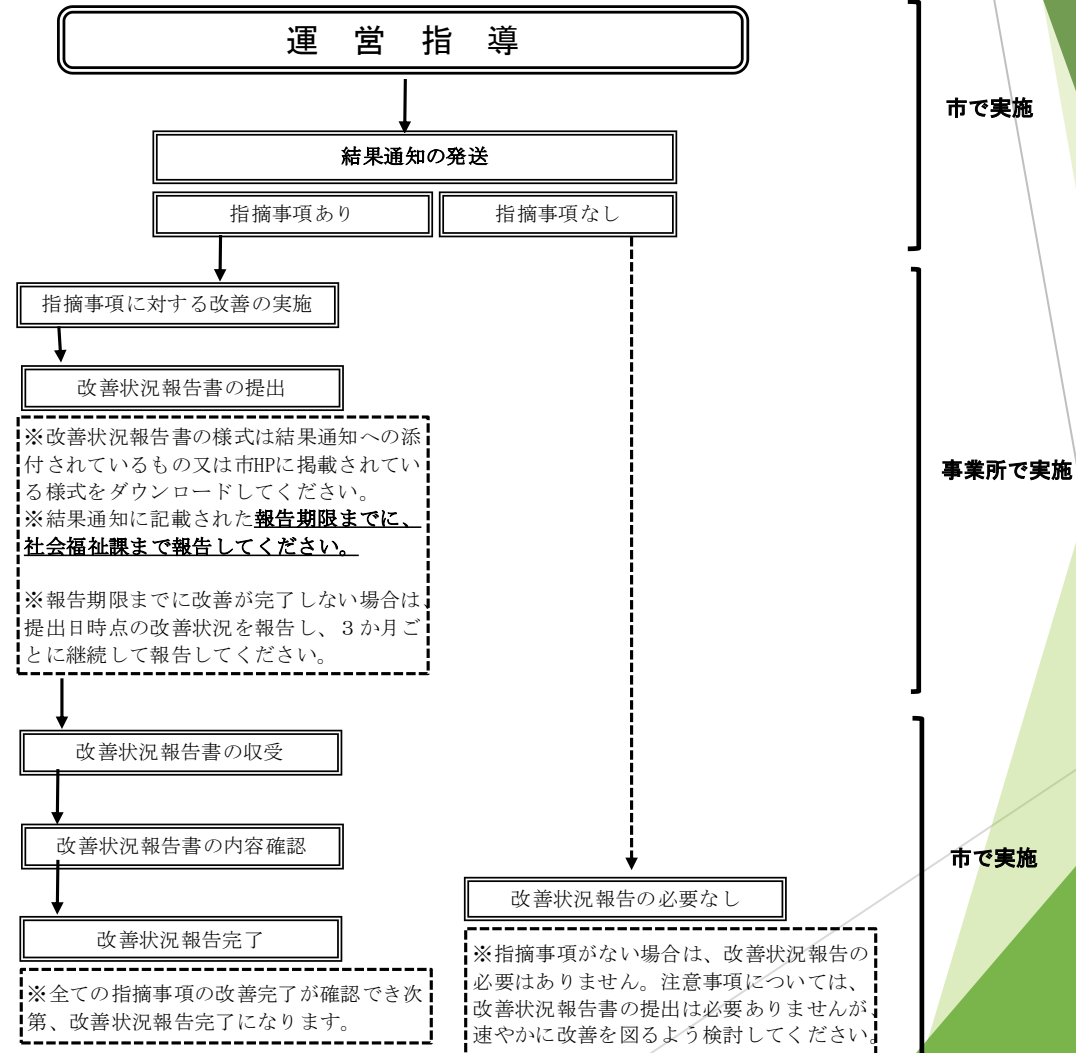 運営指導
市で実施
結果通知の発送
指摘事項あり
指摘事項なし
指摘事項に対する改善の実施
改善状況報告書の提出
※改善状況報告書の様式は結果通知への添
付されているもの又は市HPに掲載されてい
る様式をダウンロードしてください。
※結果通知に記載された報告期限までに、
社会福祉課まで報告してください。
※報告期限までに改善が完了しない場合は、
提出日時点の改善状況を報告し、３か月ご
とに継続して報告してください。
事業所で実施
改善状況報告書の収受
改善状況報告書の内容確認
改善状況報告完了
※全ての指摘事項の改善完了が確認でき次
第、改善状況報告完了になります。
市で実施
改善状況報告の必要なし
※指摘事項がない場合は、改善状況報告の
必要はありません。注意事項については、
改善状況報告書の提出は必要ありませんが、
速やかに改善を図るよう検討してください。